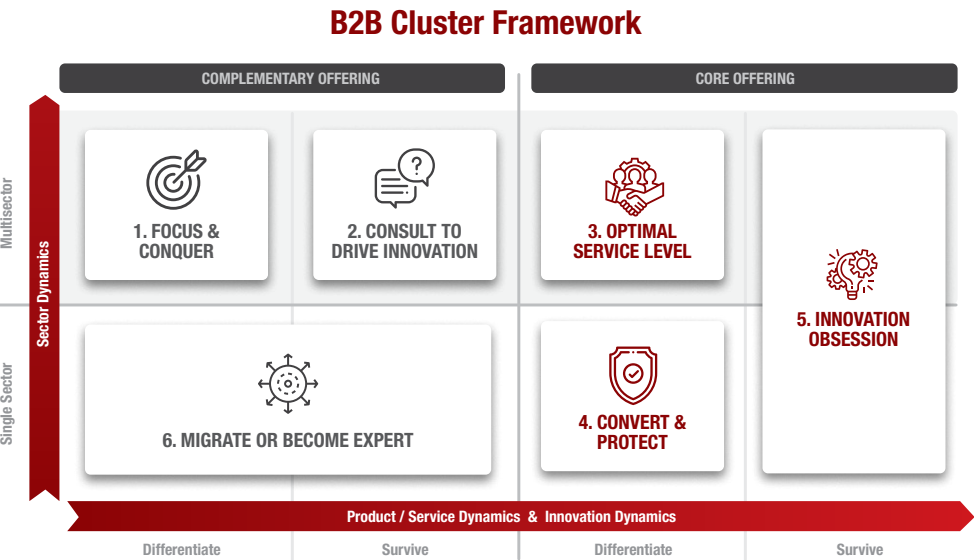 B2B Cluster Framework
COMPLEMENTARY OFFERING
CORE OFFERING
Multisector
Single Sector
Sector Dynamics
1. FOCUS &
CONQUER
?
2. CONSULT TO
DRIVE INNOVATION
3. OPTIMAL
SERVICE LEVEL
5. INNOVATION
OBSESSION
6. MIGRATE OR BECOME EXPERT
4. CONVERT &
PROTECT
Product / Service Dynamics & Innovation Dynamics
Differentiate
Survive
Differentiate
Survive